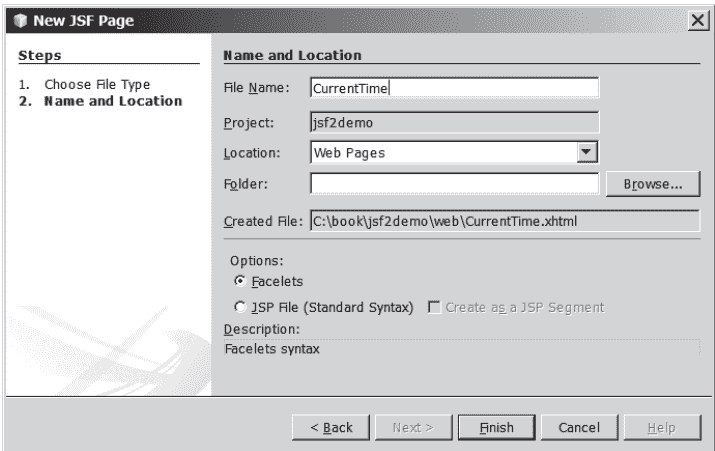 New JSF Page
Steps
1. Choose File Type
2. Name and Location
Name and Location
File Name: CurrentTime
Project: jsf2demo
Location: Web Pages
Folder:
Browse...
Created File: C:\book\jsf2demo\web\CurrentTime.xhtml
Options:
Facelets
JSP File (Standard Syntax) Create as a JSP Segment
Description:
Facelets syntax
< Back Next > Finish Cancel Help